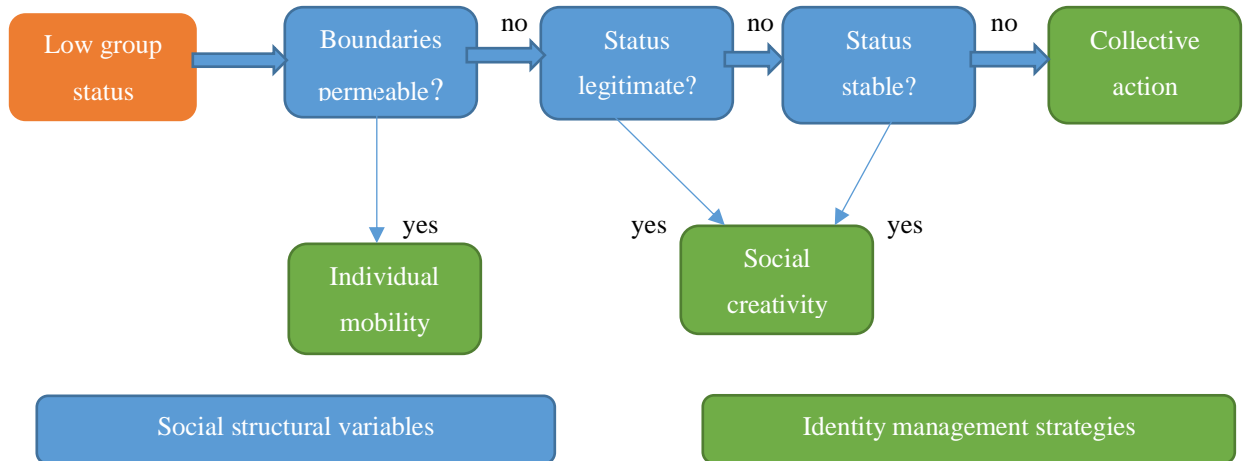 Low group
status
Boundaries
permeable?
no
Status
legitimate?
no
Status
stable?
no
Collective
action
yes
yes
yes
Individual
mobility
Social
creativity
Social structural variables
Identity management strategies